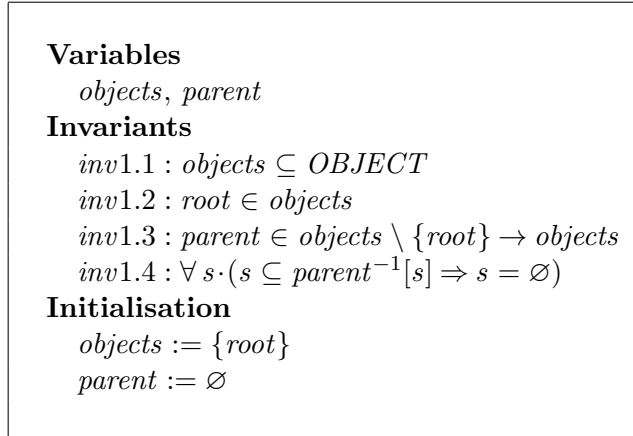 Variables
objects, parent
Invariants
inv1.1 : objects ⊆ OBJECT
inv1.2 : root ∈ objects
inv1.3 : parent ∈ objects \ {root} → objects
inv1.4 : ∀ s·(s ⊆ parent⁻¹[s] ⇒ s = ∅)
Initialisation
objects := {root}
parent := ∅